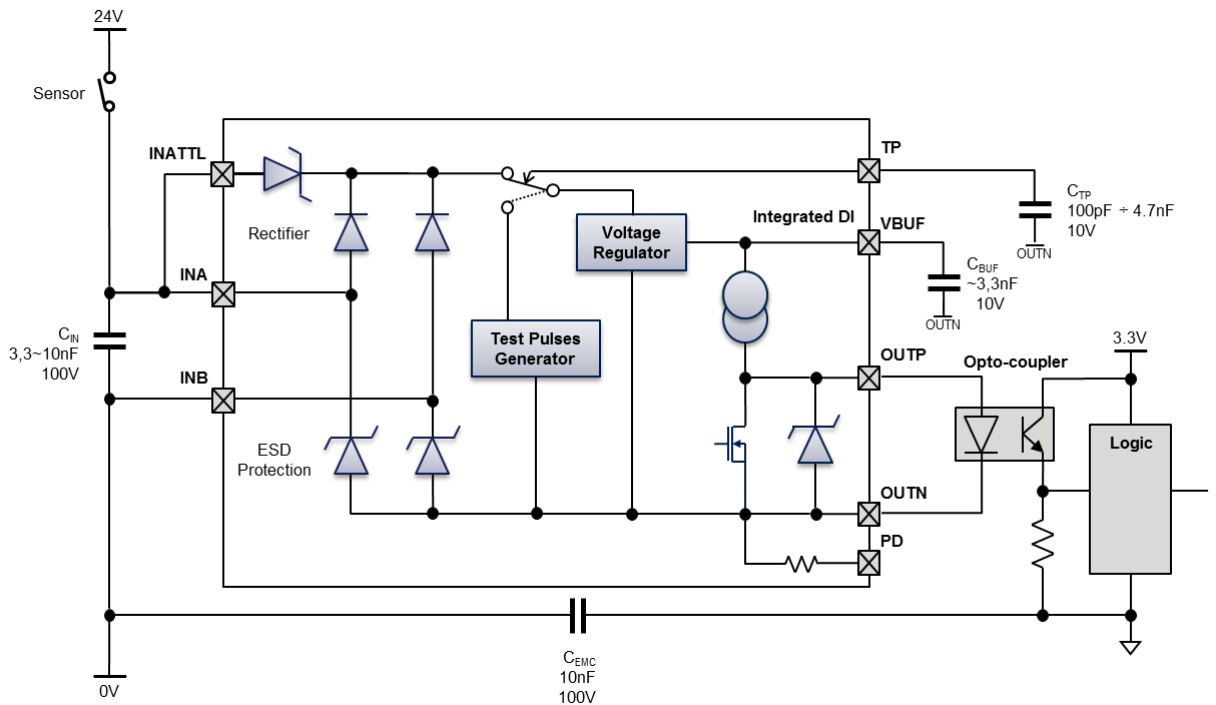 24V
Sensor
INATTL
TP
C_TP
100pF ÷ 4.7nF
10V
OUTN
Rectifier
Integrated DI
VBUF
Voltage
Regulator
INA
C_BUF
~3,3nF
10V
OUTN
C_IN
3,3~10nF
100V
Test Pulses
Generator
3.3V
OUTP
Opto-coupler
INB
ESD
Protection
Logic
OUTN
PD
C_EMC
10nF
100V
0V